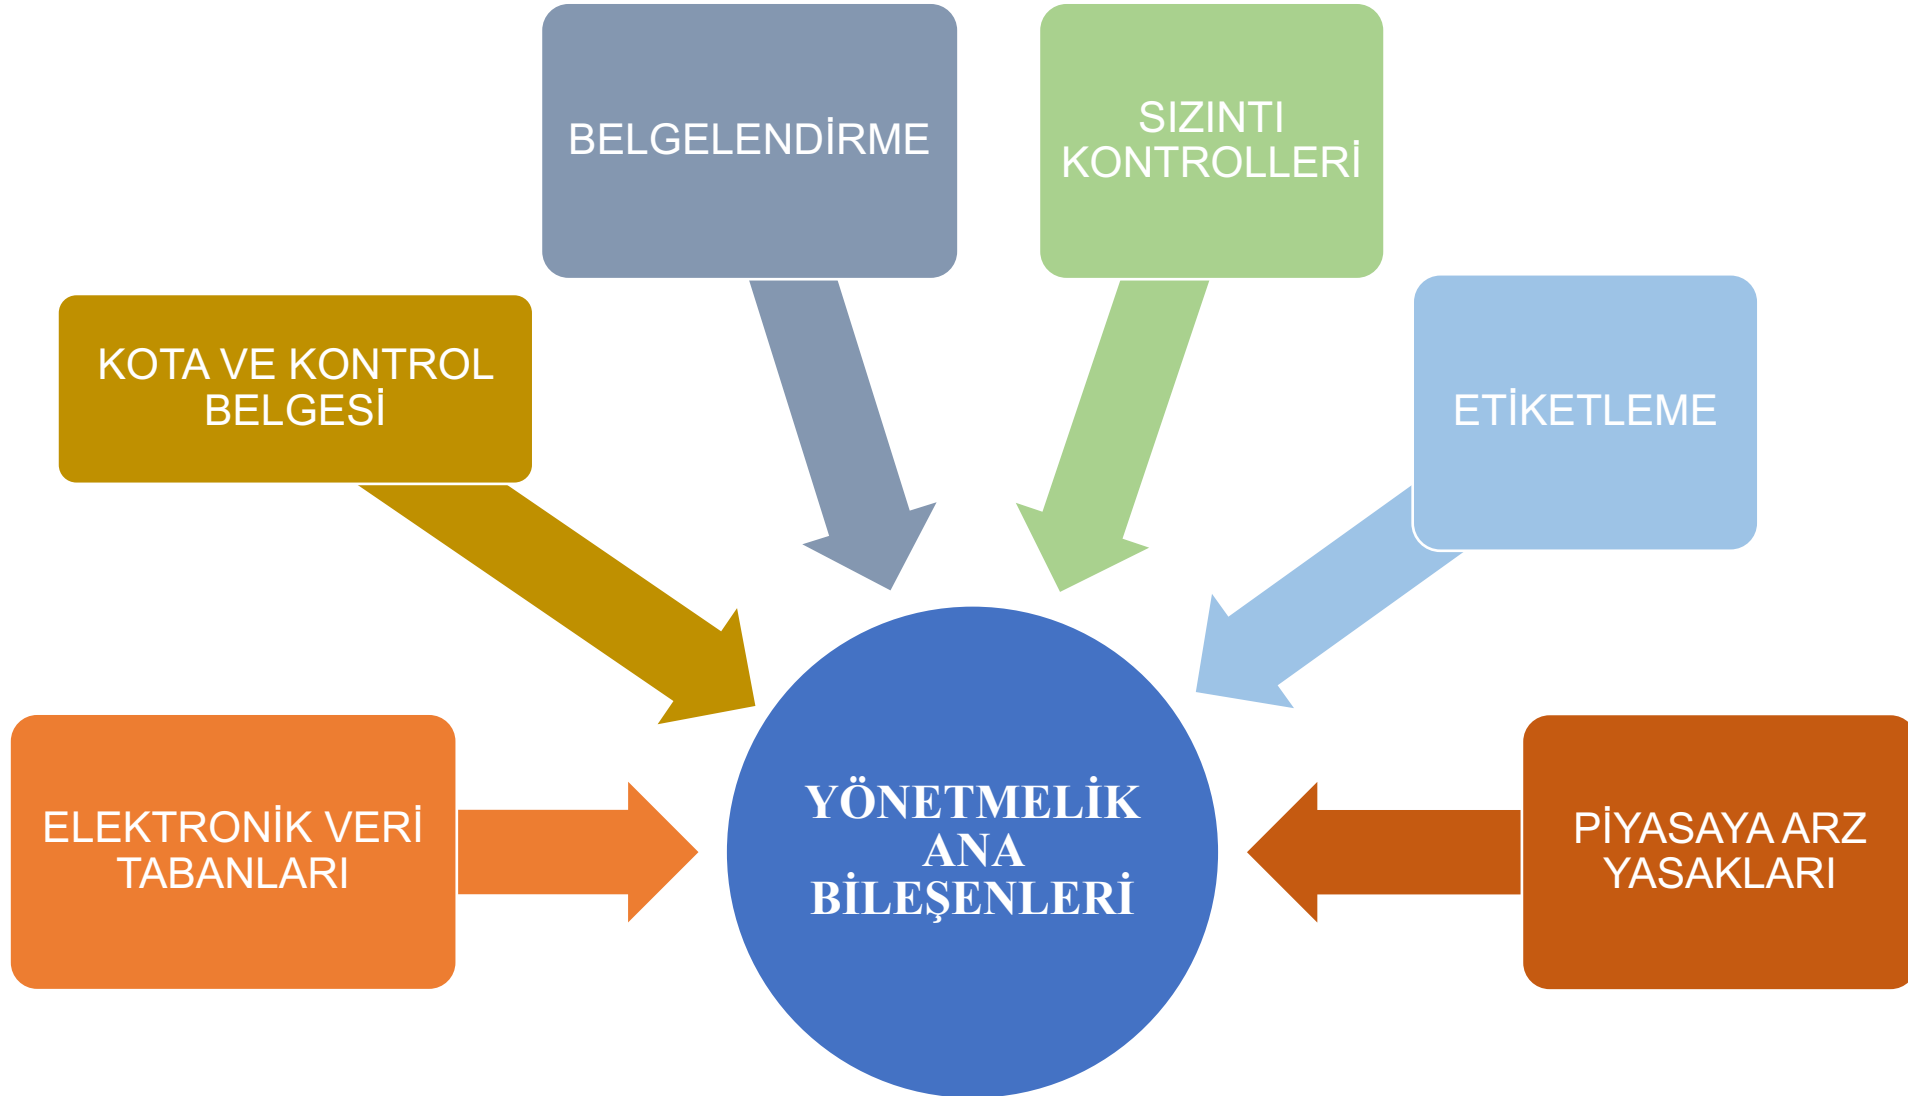 BELGELENDİRME
SIZINTI
KONTROLLERİ
KOTA VE KONTROL
BELGESİ
ETİKETLEME
ELEKTRONİK VERİ
TABANLARI
YÖNETMELİK
ANA
BİLEŞENLERİ
PİYASAYA ARZ
YASAKLARI